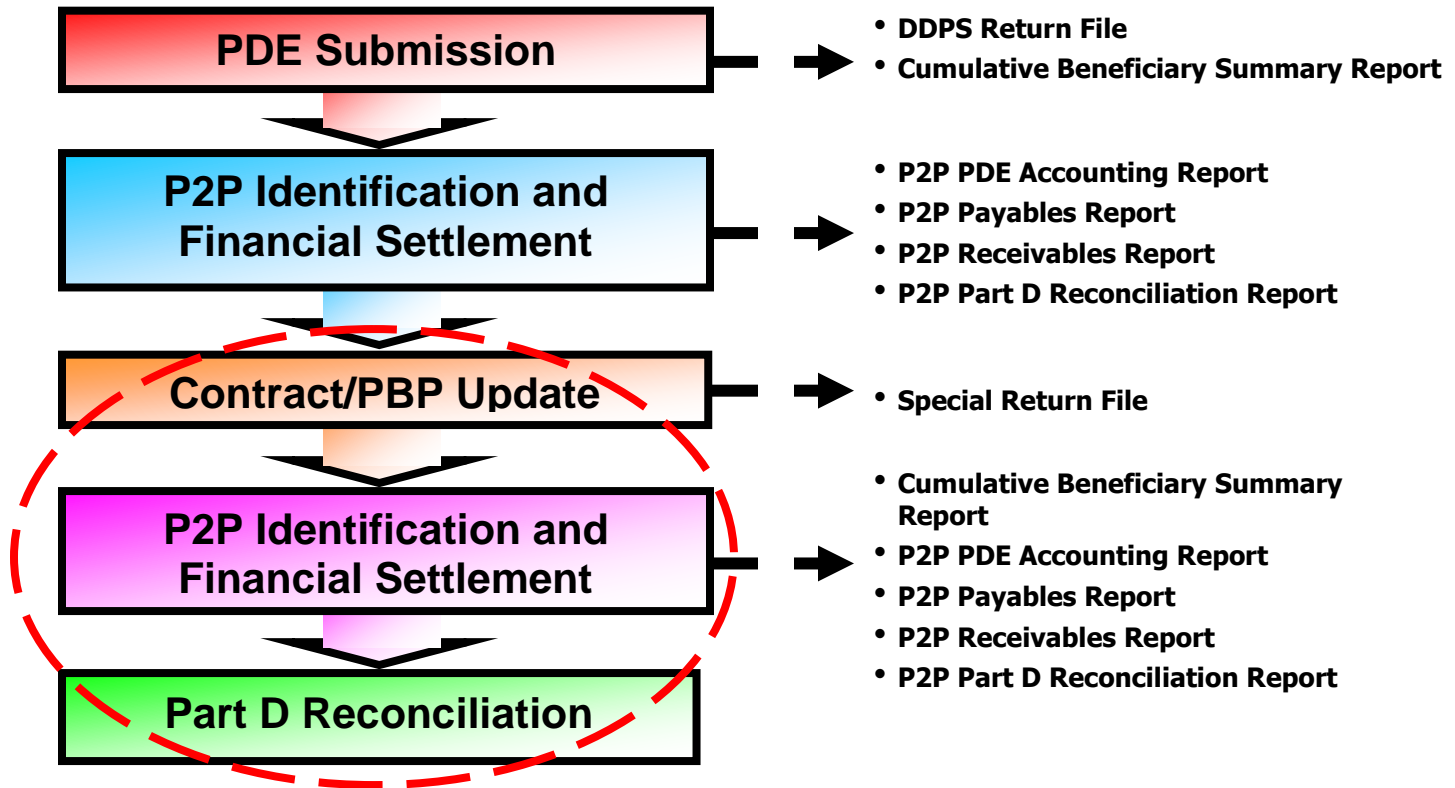 PDE Submission
• DDPS Return File
• Cumulative Beneficiary Summary Report
P2P Identification and
Financial Settlement
• P2P PDE Accounting Report
• P2P Payables Report
• P2P Receivables Report
• P2P Part D Reconciliation Report
Contract/PBP Update
• Special Return File
P2P Identification and
Financial Settlement
• Cumulative Beneficiary Summary
Report
• P2P PDE Accounting Report
• P2P Payables Report
• P2P Receivables Report
• P2P Part D Reconciliation Report
Part D Reconciliation